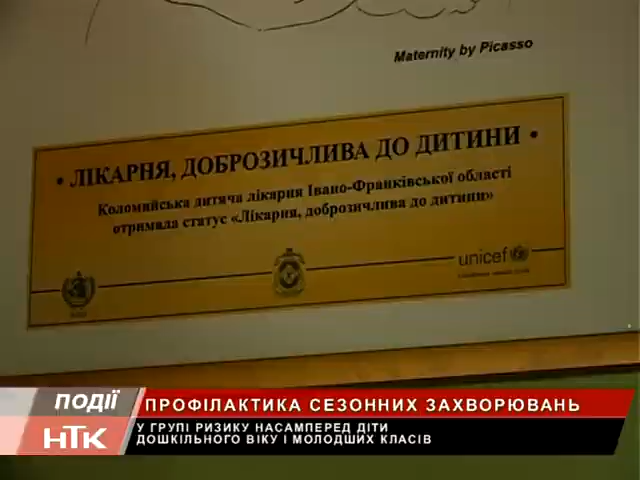 Maternity by Picasso
• ЛІКАРНЯ, ДОБРОЗИЧЛИВА ДО ДИТИНИ •
Коломийська дитяча лікарня Івано-Франківської області
отримала статус «Лікарня, доброзичлива до дитини»
unicef
ПОДІЇ
НТК
ПРОФІЛАКТИКА СЕЗОННИХ ЗАХВОРЮВАНЬ
У ГРУПІ РИЗИКУ НАСАМПЕРЕД ДІТИ
ДОШКІЛЬНОГО ВІКУ І МОЛОДШИХ КЛАСІВ